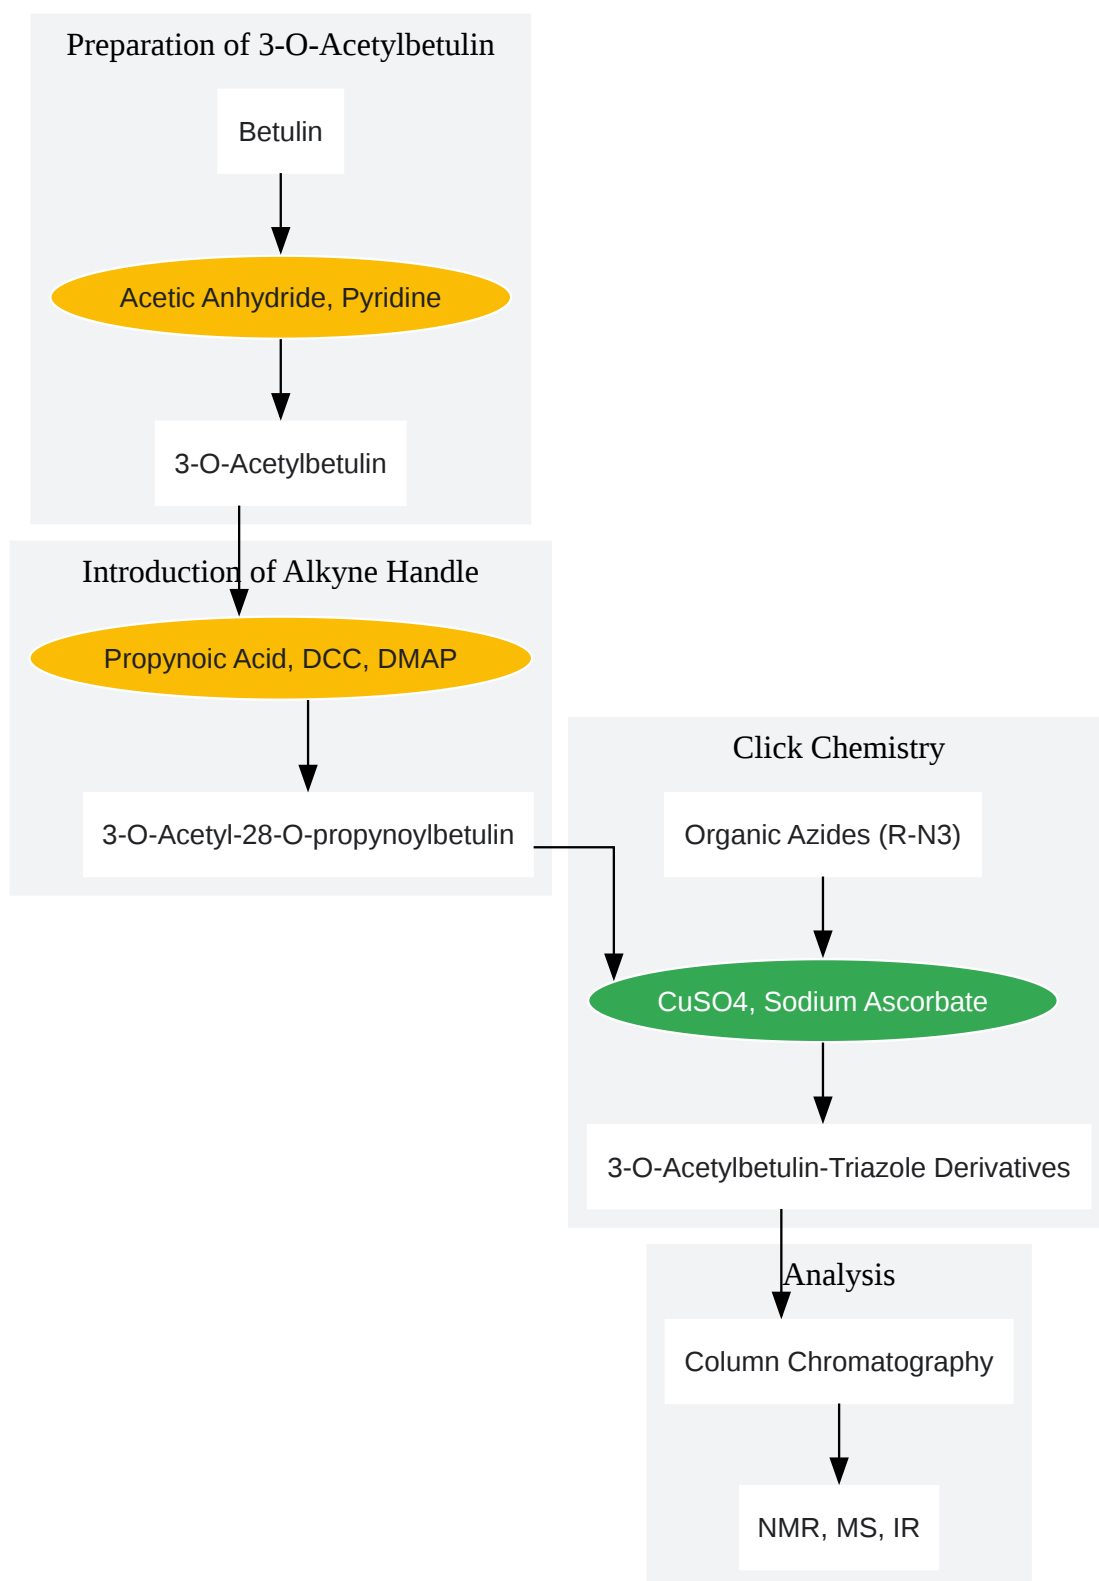 Preparation of 3-O-Acetylbetulin
Betulin
Acetic Anhydride, Pyridine
3-O-Acetylbetulin
Introduction of Alkyne Handle
Propynoic Acid, DCC, DMAP
3-O-Acetyl-28-O-propynoylbetulin
Click Chemistry
Organic Azides (R-N3)
CuSO4, Sodium Ascorbate
3-O-Acetylbetulin-Triazole Derivatives
Analysis
Column Chromatography
NMR, MS, IR